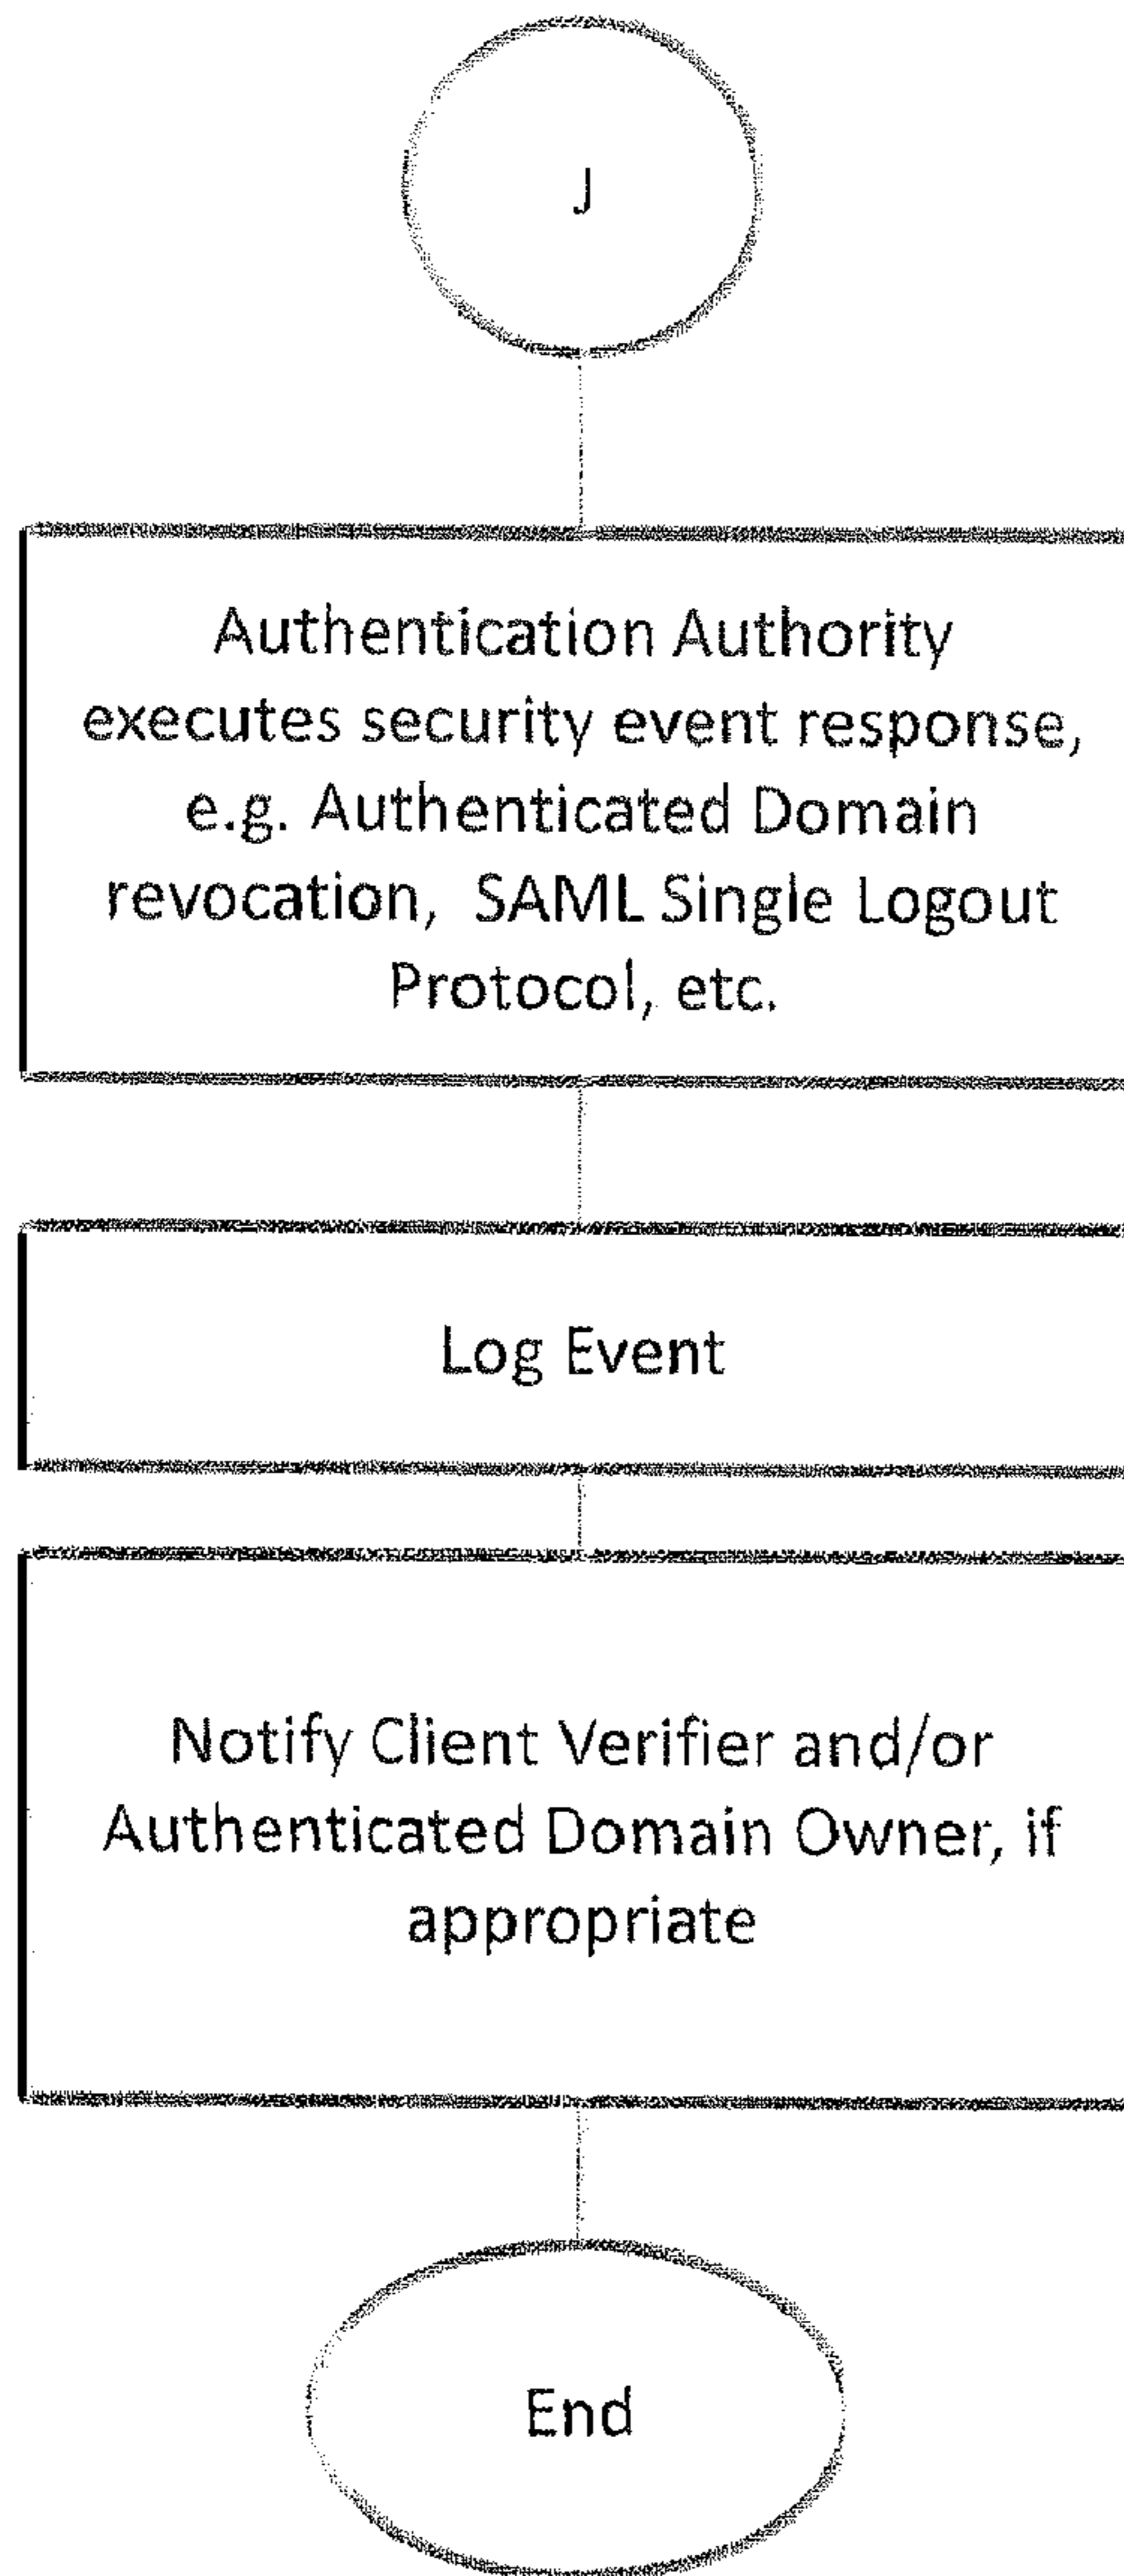 J
Authentication Authority
executes security event response,
e.g. Authenticated Domain
revocation, SAML Single Logout
Protocol, etc.
Log Event
Notify Client Verifier and/or
Authenticated Domain Owner, if
appropriate
End